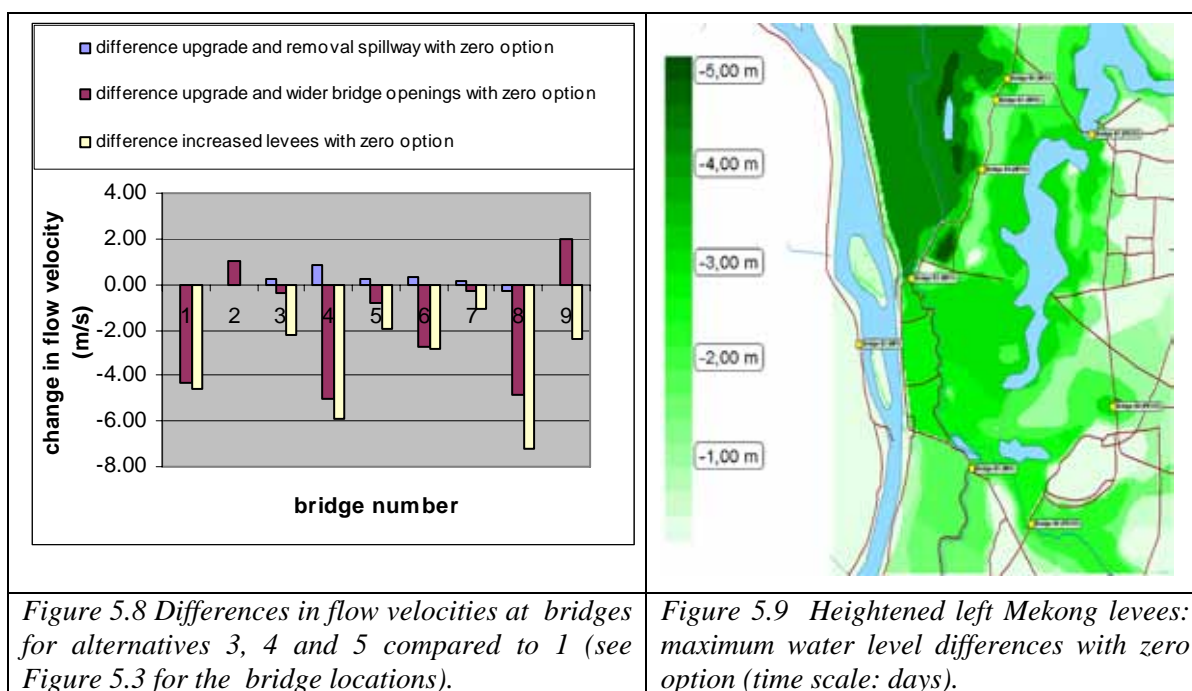 difference upgrade and removal spillway with zero option
difference upgrade and wider bridge openings with zero option
difference increased levees with zero option
4.00
2.00
0.00
-2.00
-4.00
-6.00
-8.00
change in flow velocity
(m/s)
1 2 3 4 5 6 7 8 9
bridge number
-5,00 m
-4,00 m
-3,00 m
-2,00 m
-1,00 m
Figure 5.8 Differences in flow velocities at bridges
for alternatives 3, 4 and 5 compared to 1 (see
Figure 5.3 for the bridge locations).
Figure 5.9 Heightened left Mekong levees:
maximum water level differences with zero
option (time scale: days).